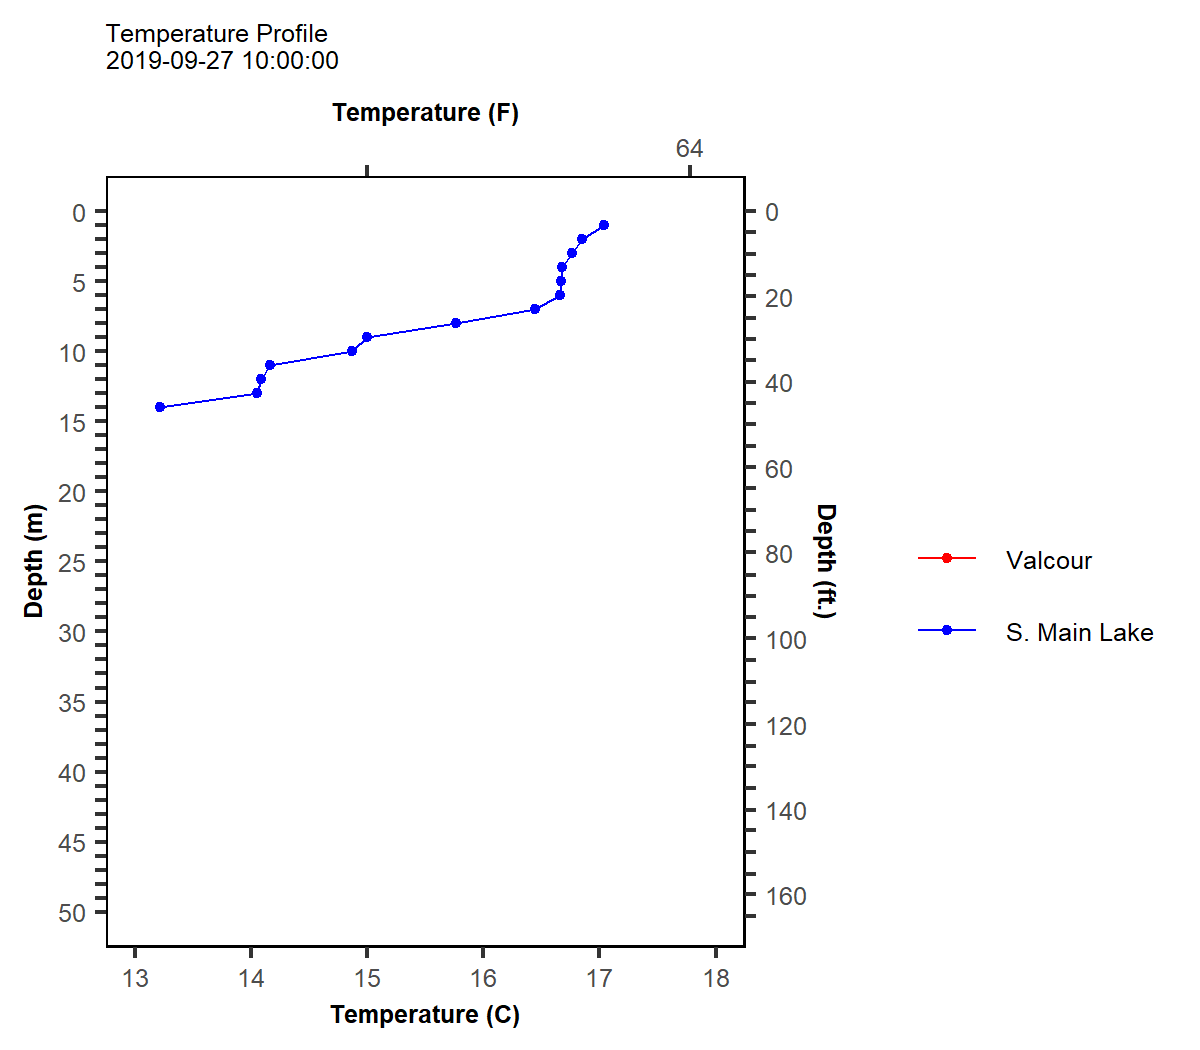 Temperature Profile
2019-09-27 10:00:00
Temperature (F)
64
0
5
10
15
20
25
30
35
40
45
50
Depth (m)
0
20
40
60
80
100
120
140
160
Depth (ft.)
Valcour
S. Main Lake
13 14 15 16 17 18
Temperature (C)